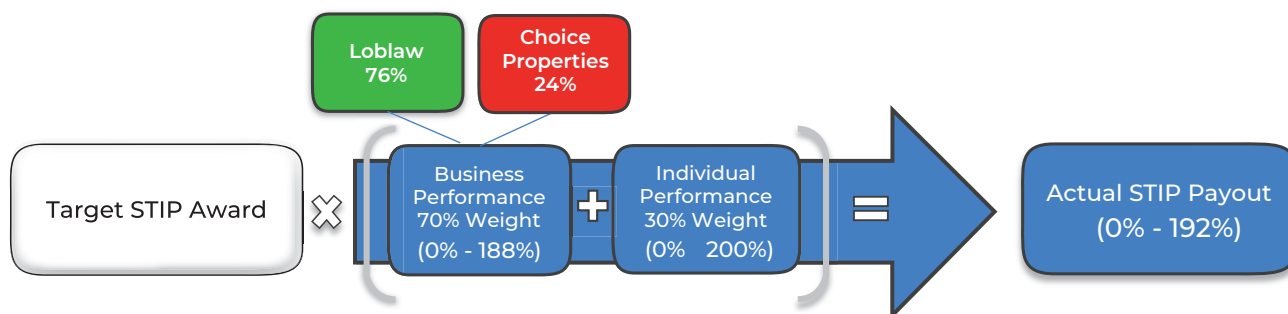 Loblaw
76%
Choice
Properties
24%
Target STIP Award
×
Business
Performance
70% Weight
(0% - 188%)
+
Individual
Performance
30% Weight
(0% 200%)
=
Actual STIP Payout
(0% - 192%)